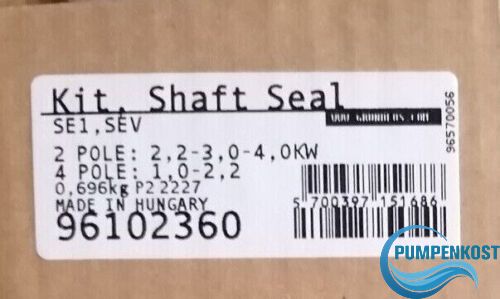 Kit, Shaft Seal
SE1,SEV
www.grundfos.com
2 POLE: 2,2-3,0-4,0KW
4 POLE: 1,0-2,2
0,696kg P2 2227
MADE IN HUNGARY
96102360
5 700397 151686
96570056
PUMPENKOST